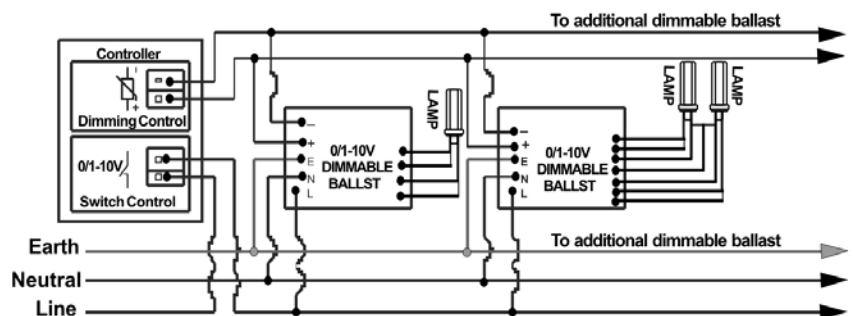 To additional dimmable ballast
Controller
- +
Dimming Control
0/1-10V
Switch Control
−
+
E
N
L
0/1-10V
DIMMABLE
BALLST
LAMP
−
+
E
N
L
0/1-10V
DIMMABLE
BALLST
LAMP
LAMP
Earth
To additional dimmable ballast
Neutral
Line